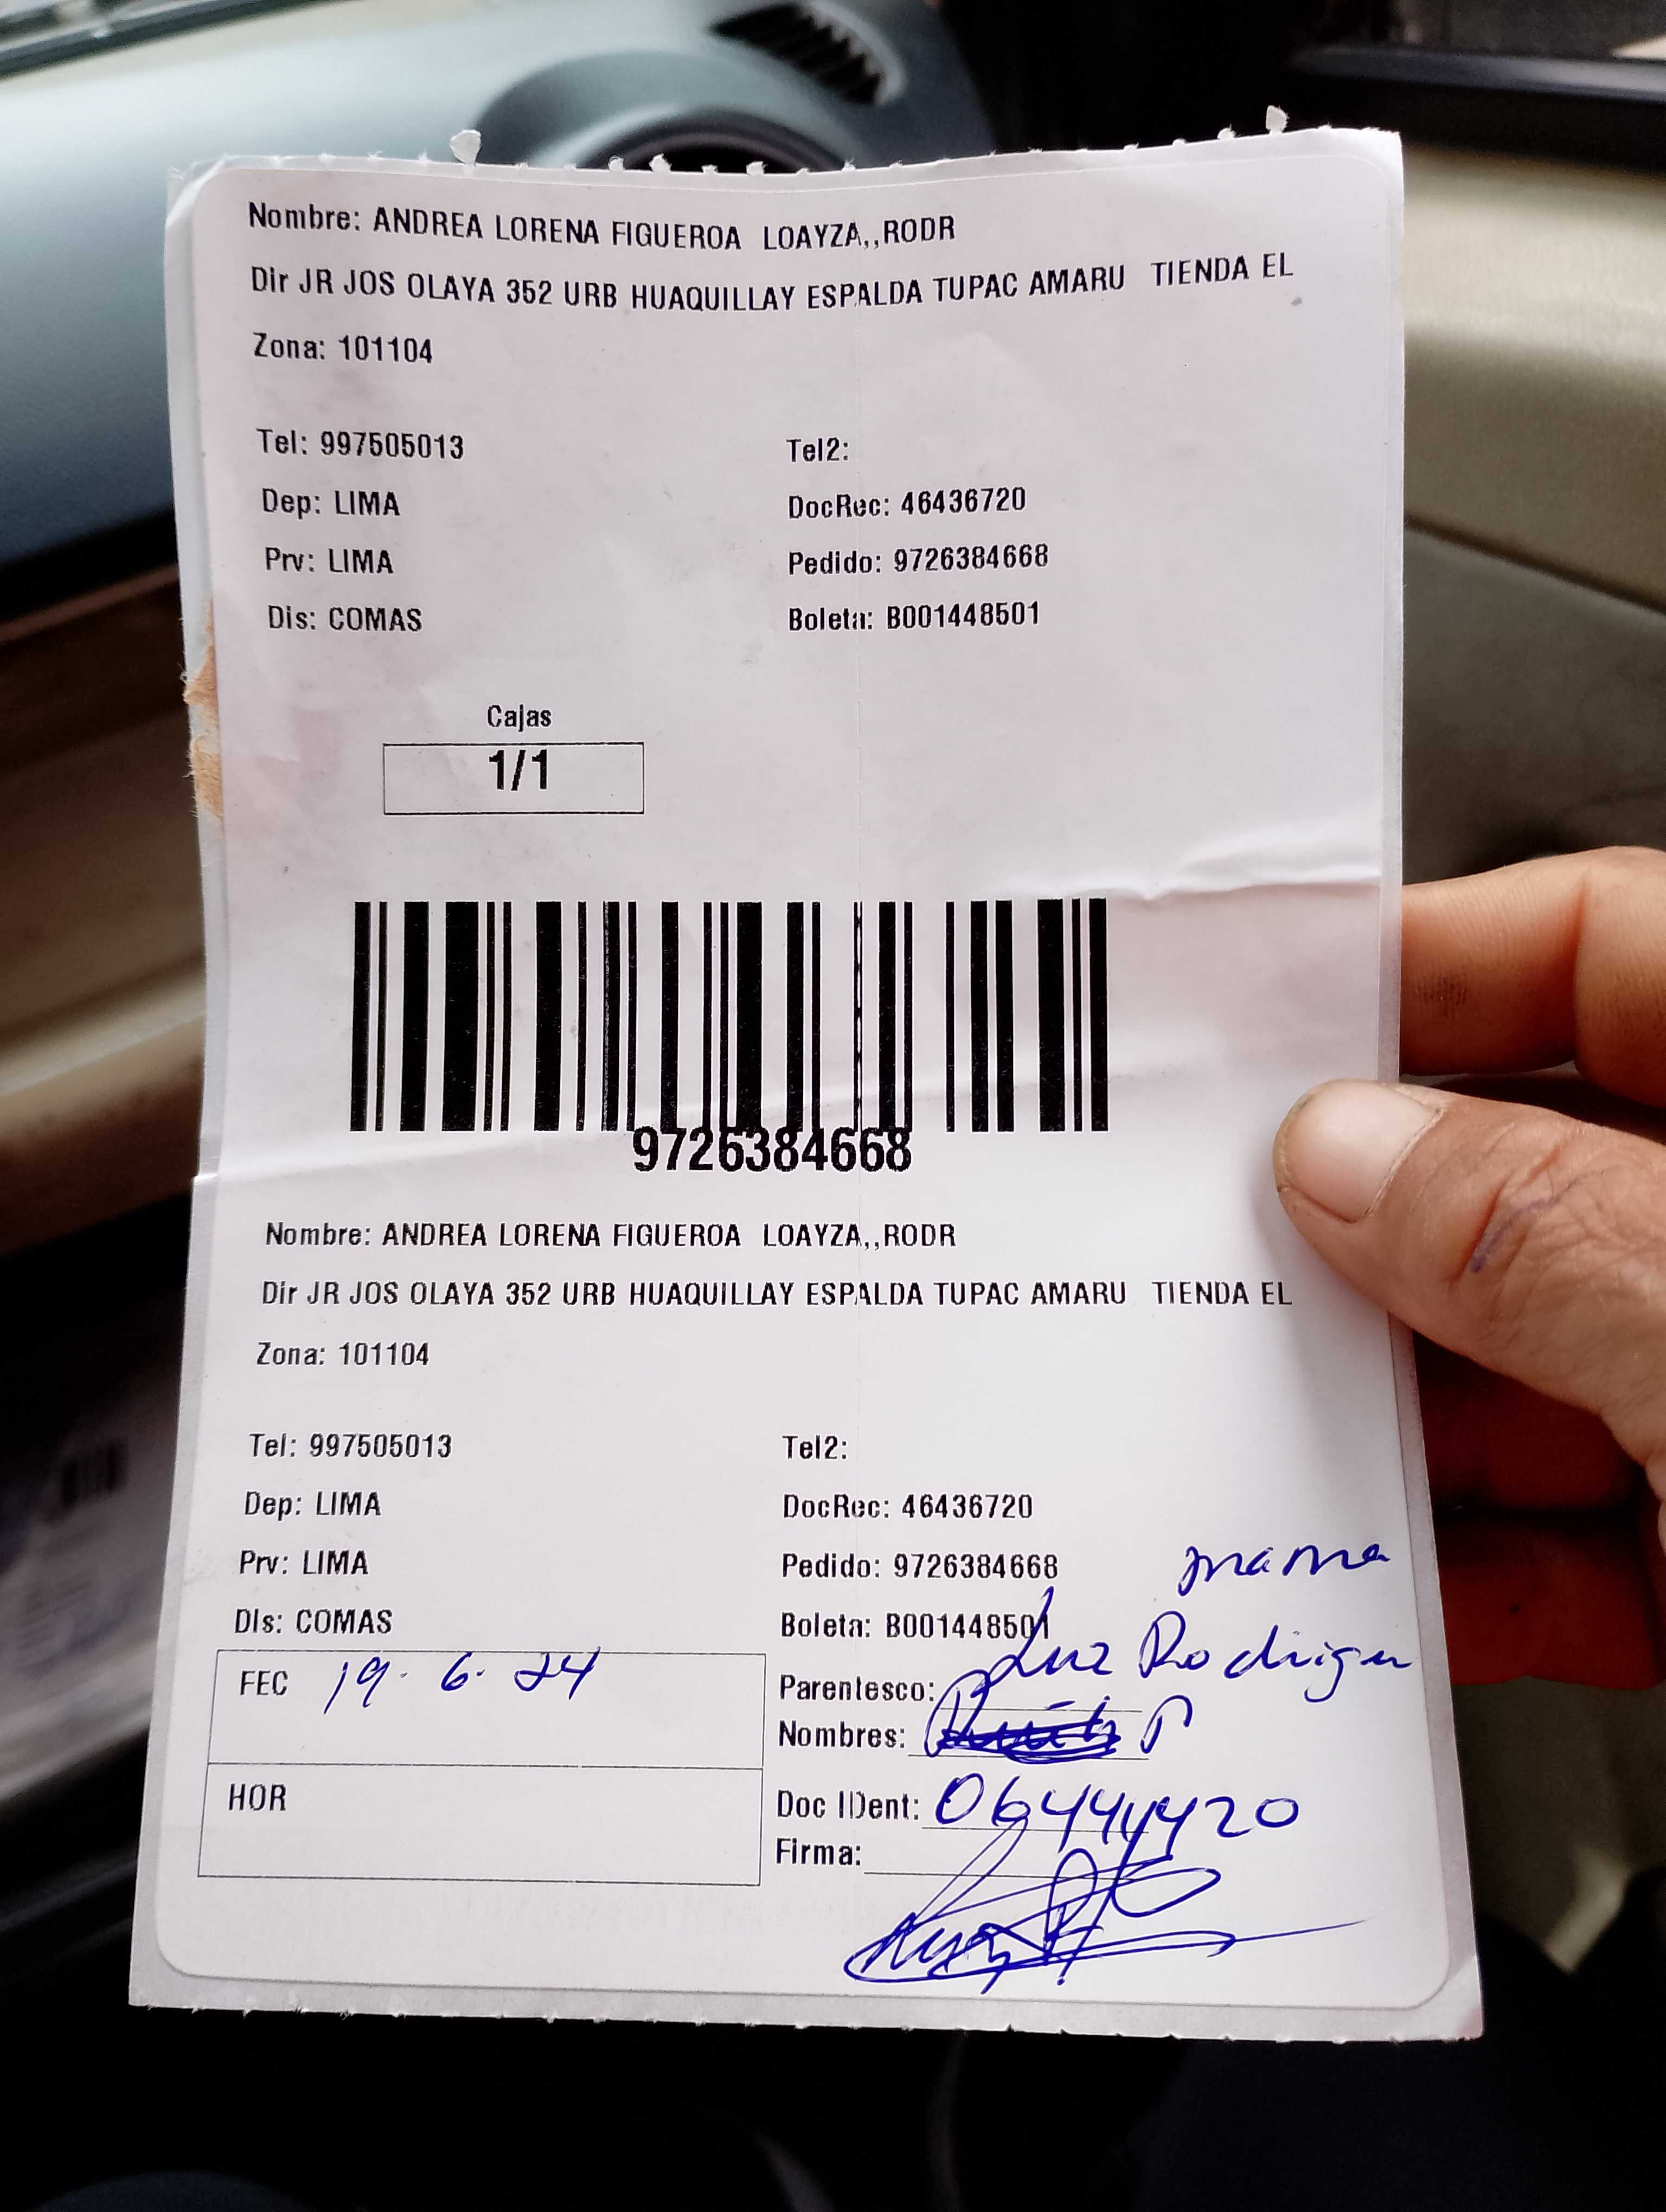 Nombre: ANDREA LORENA FIGUEROA LOAYZA,,RODR
Dir JR JOS OLAYA 352 URB HUAQUILLAY ESPALDA TUPAC AMARU TIENDA EL
Zona: 101104
Tel: 997505013 Tel2:
Dep: LIMA DocRec: 46436720
Prv: LIMA Pedido: 9726384668
Dis: COMAS Boleta: B001448501
Cajas
1/1
9726384668
Nombre: ANDREA LORENA FIGUEROA LOAYZA,,RODR
Dir JR JOS OLAYA 352 URB HUAQUILLAY ESPALDA TUPAC AMARU TIENDA EL
Zona: 101104
Tel: 997505013 Tel2:
Dep: LIMA DocRec: 46436720
Prv: LIMA Pedido: 9726384668 mama
Dis: COMAS Boleta: B001448501
FEC 19. 6. 24 Parentesco: Luz
Nombres:
HOR Doc IDent:
Firma: